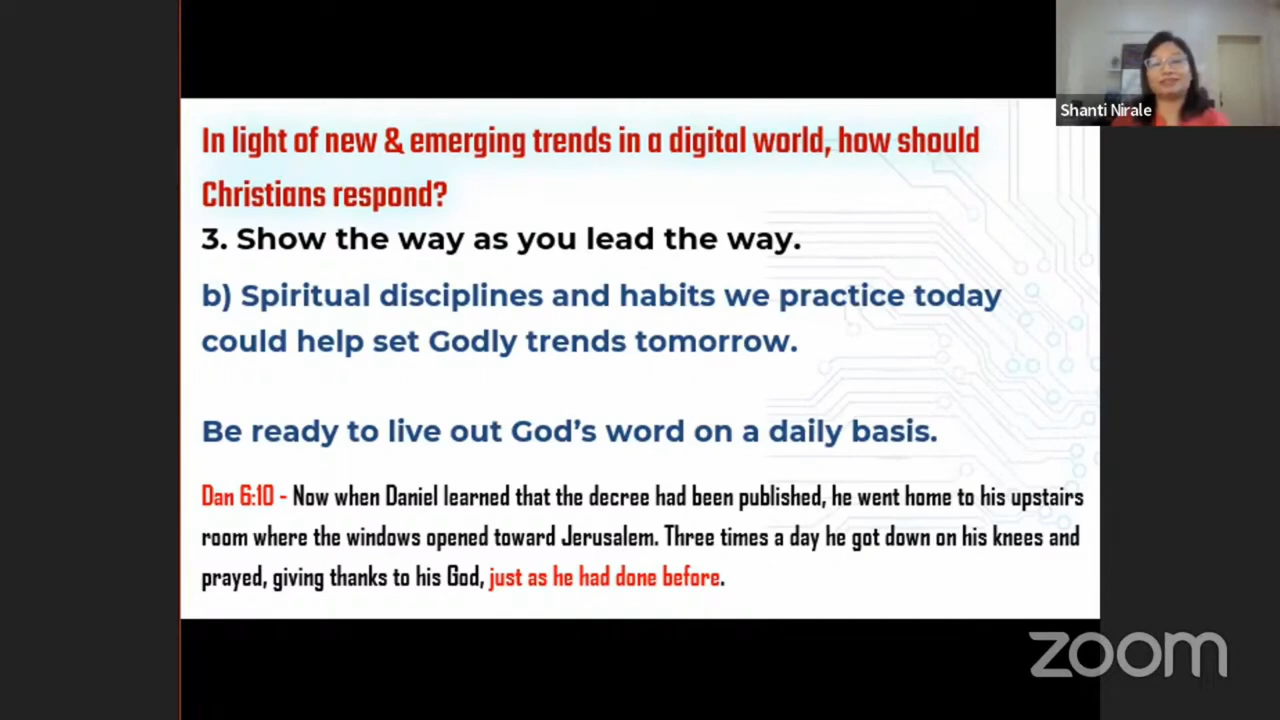 In light of new & emerging trends in a digital world, how should
Christians respond?
3. Show the way as you lead the way.
b) Spiritual disciplines and habits we practice today
could help set Godly trends tomorrow.
Be ready to live out God's word on a daily basis.
Dan 6:10 - Now when Daniel learned that the decree had been published, he went home to his upstairs
room where the windows opened toward Jerusalem. Three times a day he got down on his knees and
prayed, giving thanks to his God, just as he had done before.
Shanti Nirale
zoom